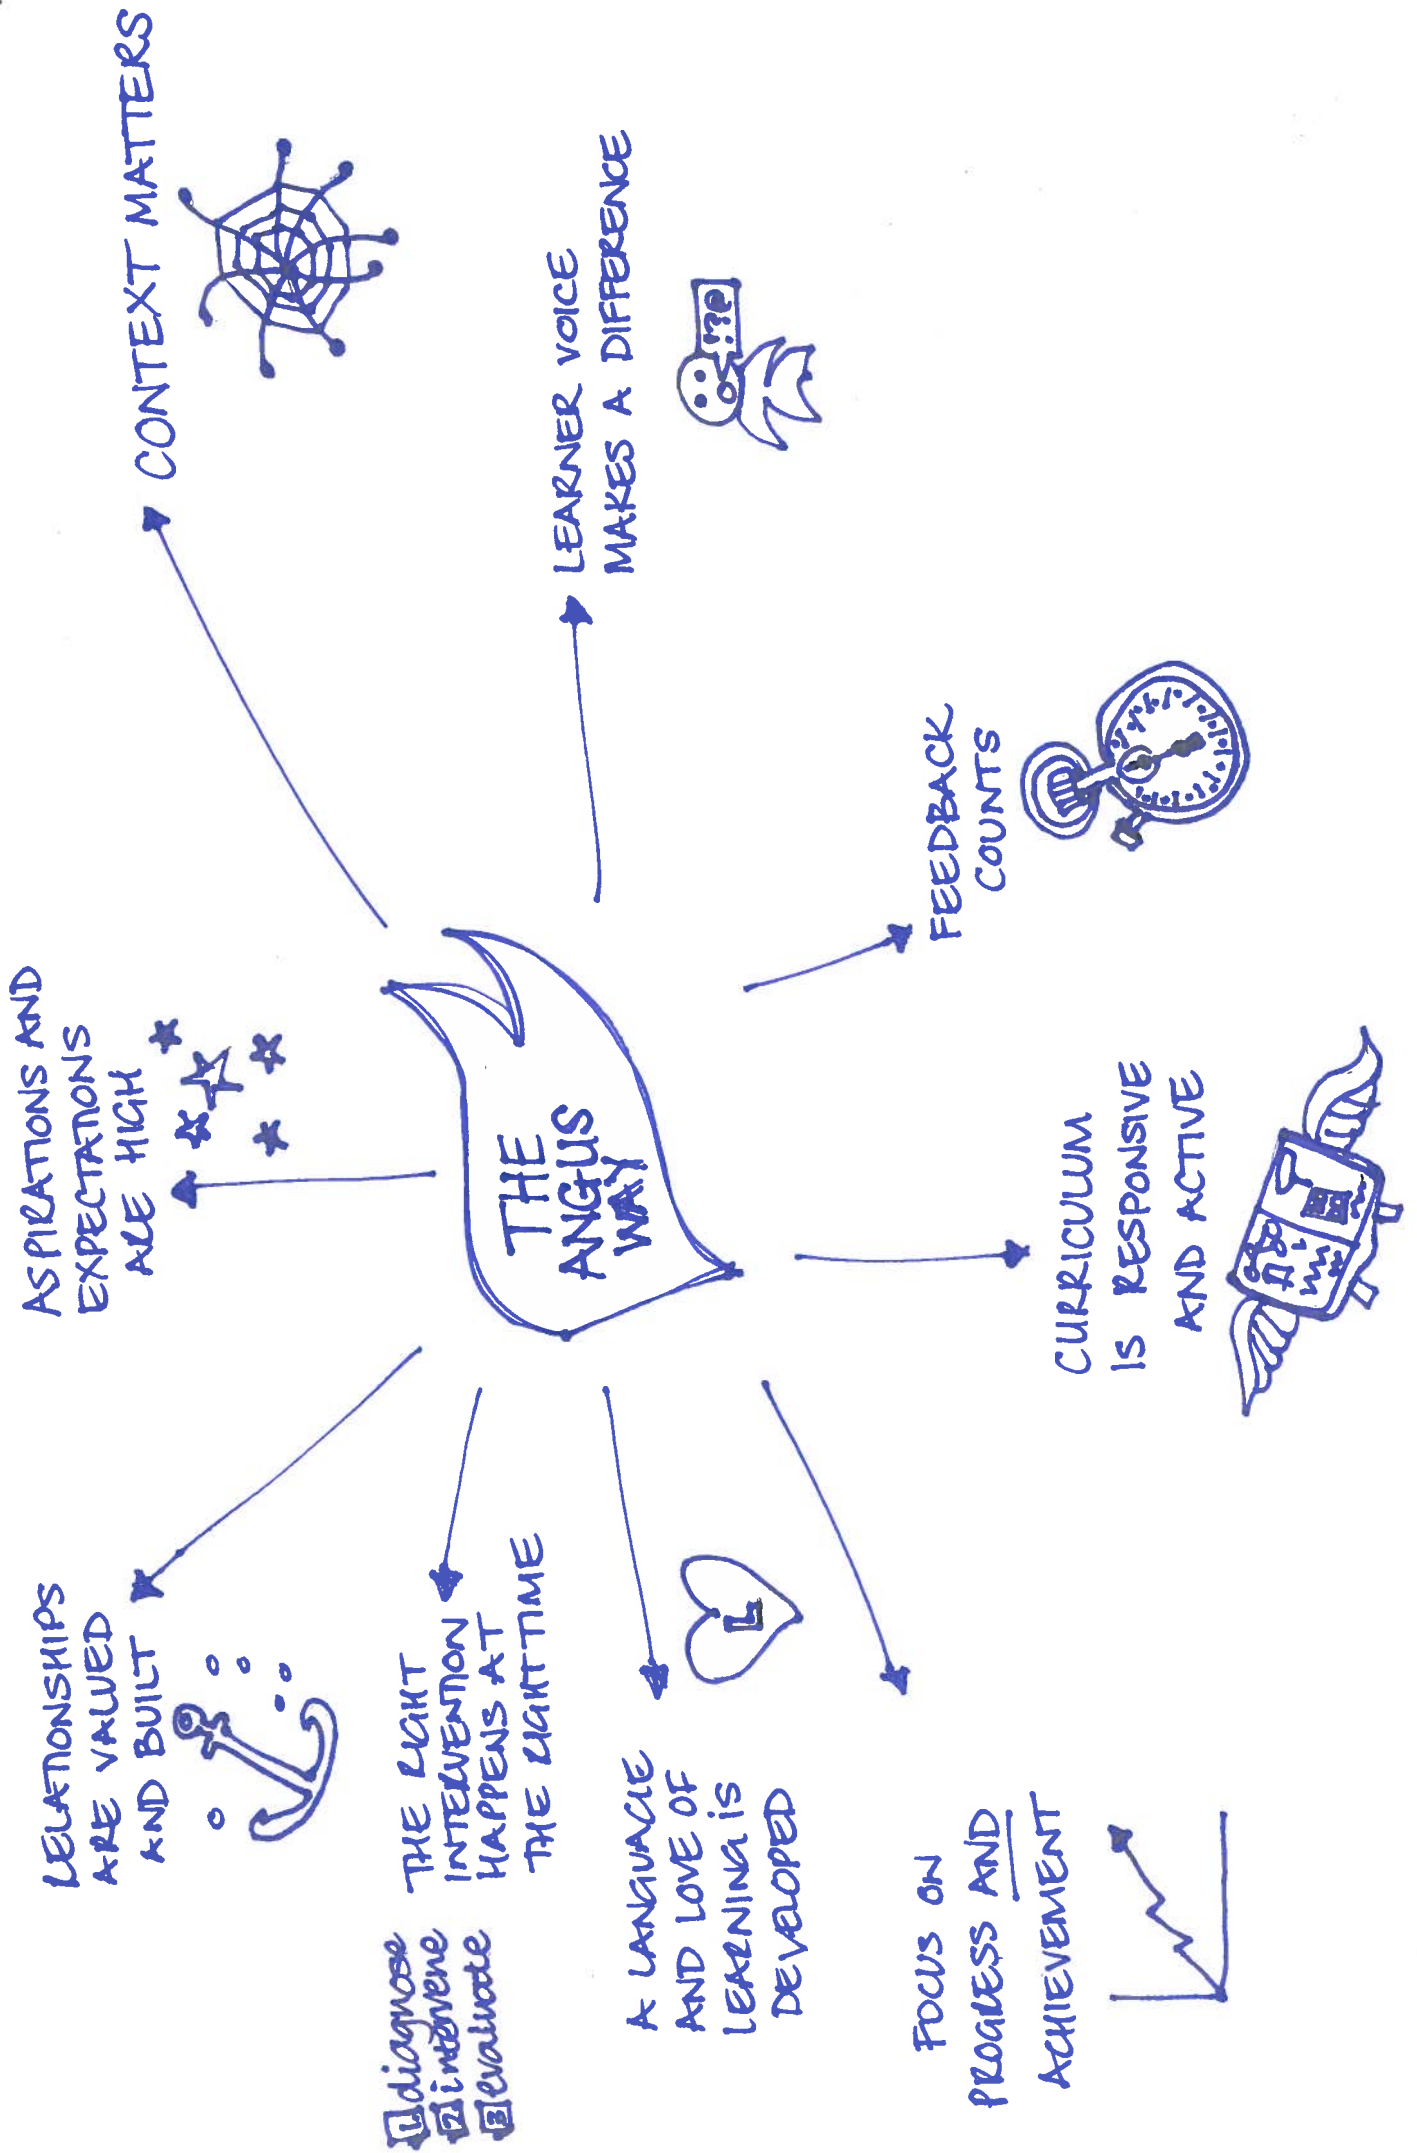 RELATIONSHIPS
ARE VALUED
AND BUILT
ASPIRATIONS AND
EXPECTATIONS
ARE HIGH
CONTEXT MATTERS
1 diagnose
2 intervene
3 evaluate
THE RIGHT
INTERVENTION
HAPPENS AT
THE RIGHT TIME
THE
ANGUS
WAY
LEARNER VOICE
MAKES A DIFFERENCE
!?@
A LANGUAGE
AND LOVE OF
LEARNING iS
DEVELOPED
L
FOCUS ON
PROGRESS AND
ACHIEVEMENT
CURRICULUM
IS RESPONSIVE
AND ACTIVE
FEEDBACK
COUNTS